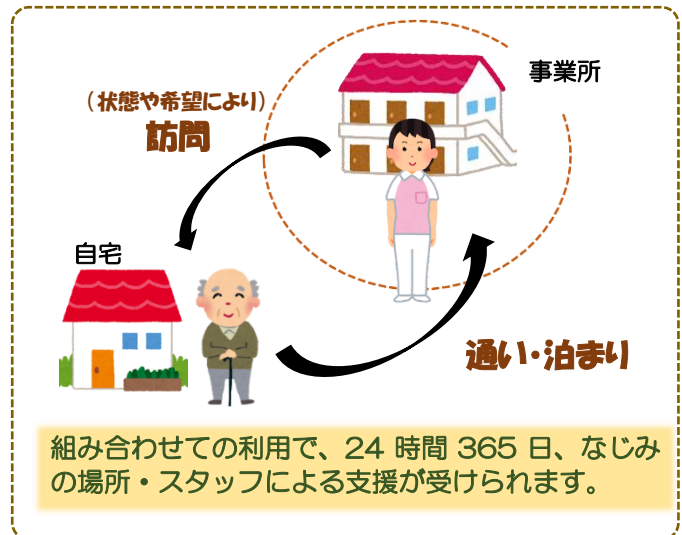 事業所
（状態や希望により）
訪問
自宅
通い・泊まり
組み合わせての利用で、24 時間 365 日、なじみ
の場所・スタッフによる支援が受けられます。